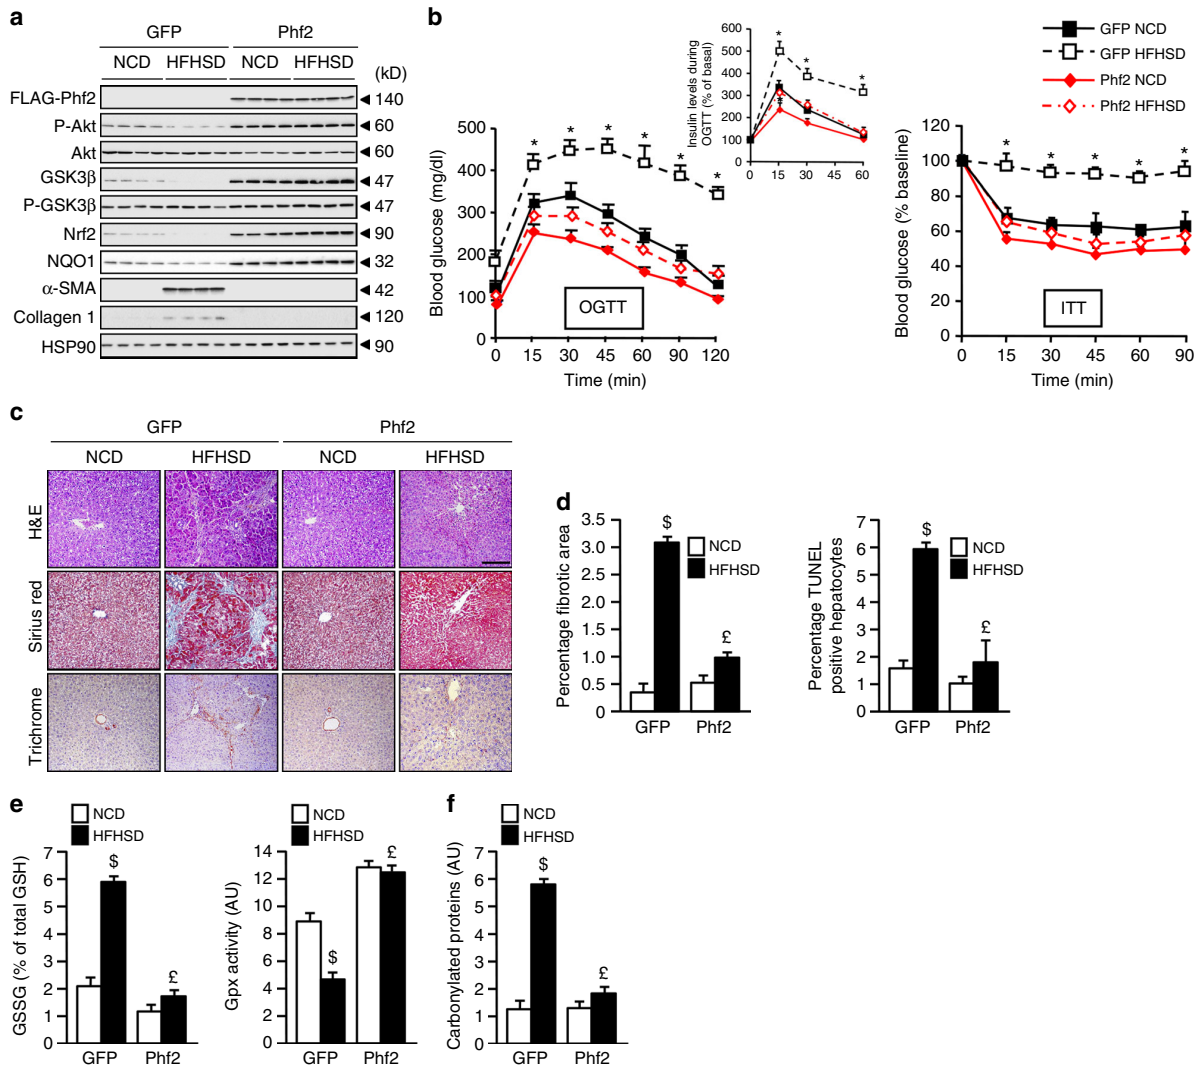 a
GFP Phf2
NCD HFHSD NCD HFHSD (kD)
FLAG-Phf2 140
P-Akt 60
Akt 60
GSK3β 47
P-GSK3β 47
Nrf2 90
NQO1 32
α-SMA 42
Collagen 1 120
HSP90 90
b
Blood glucose (mg/dl)
500
400
300
200
100
0
* * * * * *
OGTT
0 15 30 45 60 90 120
Time (min)
Insulin levels during
OGTT (% of basal)
600
500
400
300
200
100
0
* * *
*
0 15 30 45 60
GFP NCD
GFP HFHSD
Phf2 NCD
Phf2 HFHSD
Blood glucose (% baseline)
120
100
80
60
40
20
0
* * * * *
ITT
0 15 30 45 60 90
Time (min)
c
GFP Phf2
NCD HFHSD NCD HFHSD
H&E
Sirius red
Trichrome
d
Percentage fibrotic area
3.5
3.0
2.5
2.0
1.5
1.0
0.5
0
$
£
NCD
HFHSD
GFP Phf2
Percentage TUNEL
positive hepatocytes
7
6
5
4
3
2
1
0
$
£
NCD
HFHSD
GFP Phf2
e
NCD
HFHSD
GSSG (% of total GSH)
7
6
5
4
3
2
1
0
$
£
GFP Phf2
NCD
HFHSD
Gpx activity (AU)
14
12
10
8
6
4
2
0
$
£
GFP Phf2
f
NCD
HFHSD
Carbonylated proteins (AU)
7
6
5
4
3
2
1
0
$
£
GFP Phf2